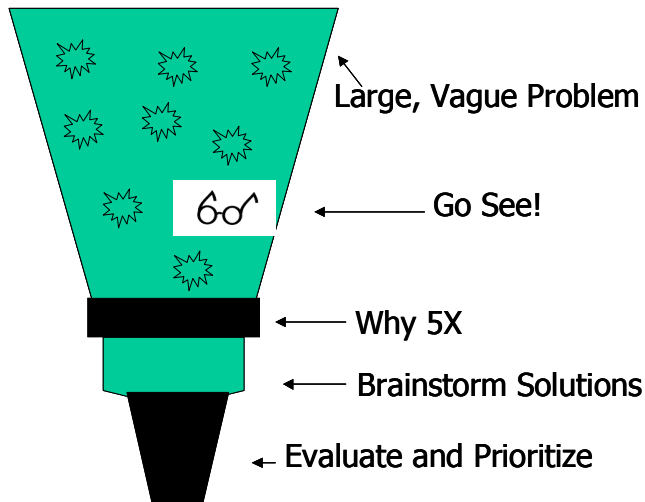 Large, Vague Problem
Go See!
Why 5X
Brainstorm Solutions
Evaluate and Prioritize